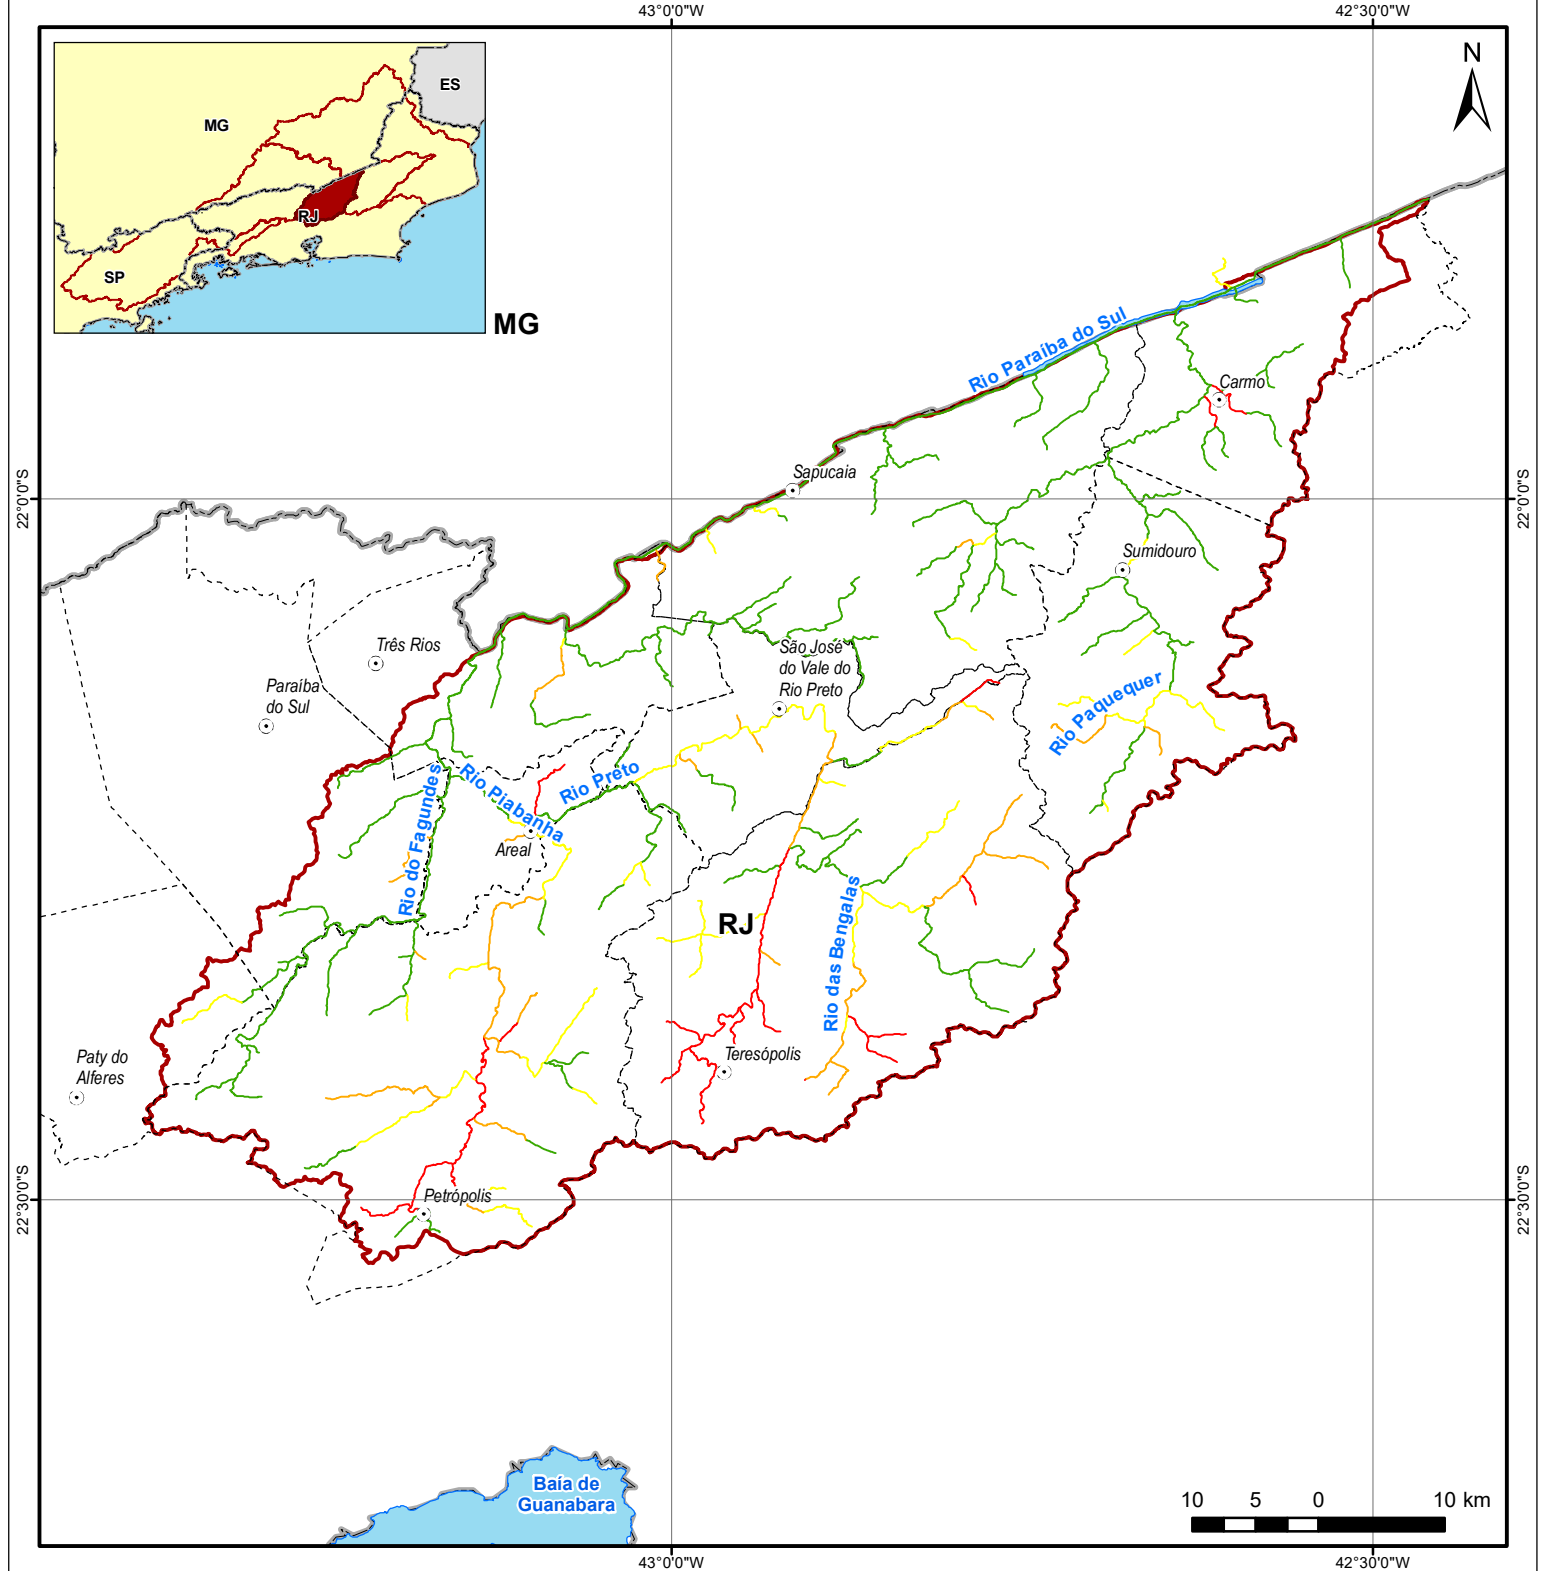 43°0'0"W
42°30'0"W
ES
MG
RJ
SP
N
MG
Rio Paraíba do Sul
Carmo
Sapucaia
22°0'0"S
22°0'0"S
Sumidouro
Três Rios
São José
do Vale do
Rio Preto
Paraíba
do Sul
Rio Paquequer
Rio do Fagundes
Rio Piabanha
Rio Preto
Areal
RJ
Rio das Bengalas
Teresópolis
Paty do
Alferes
Petrópolis
22°30'0"S
22°30'0"S
Baía de
Guanabara
10 5 0 10 km
43°0'0"W
42°30'0"W